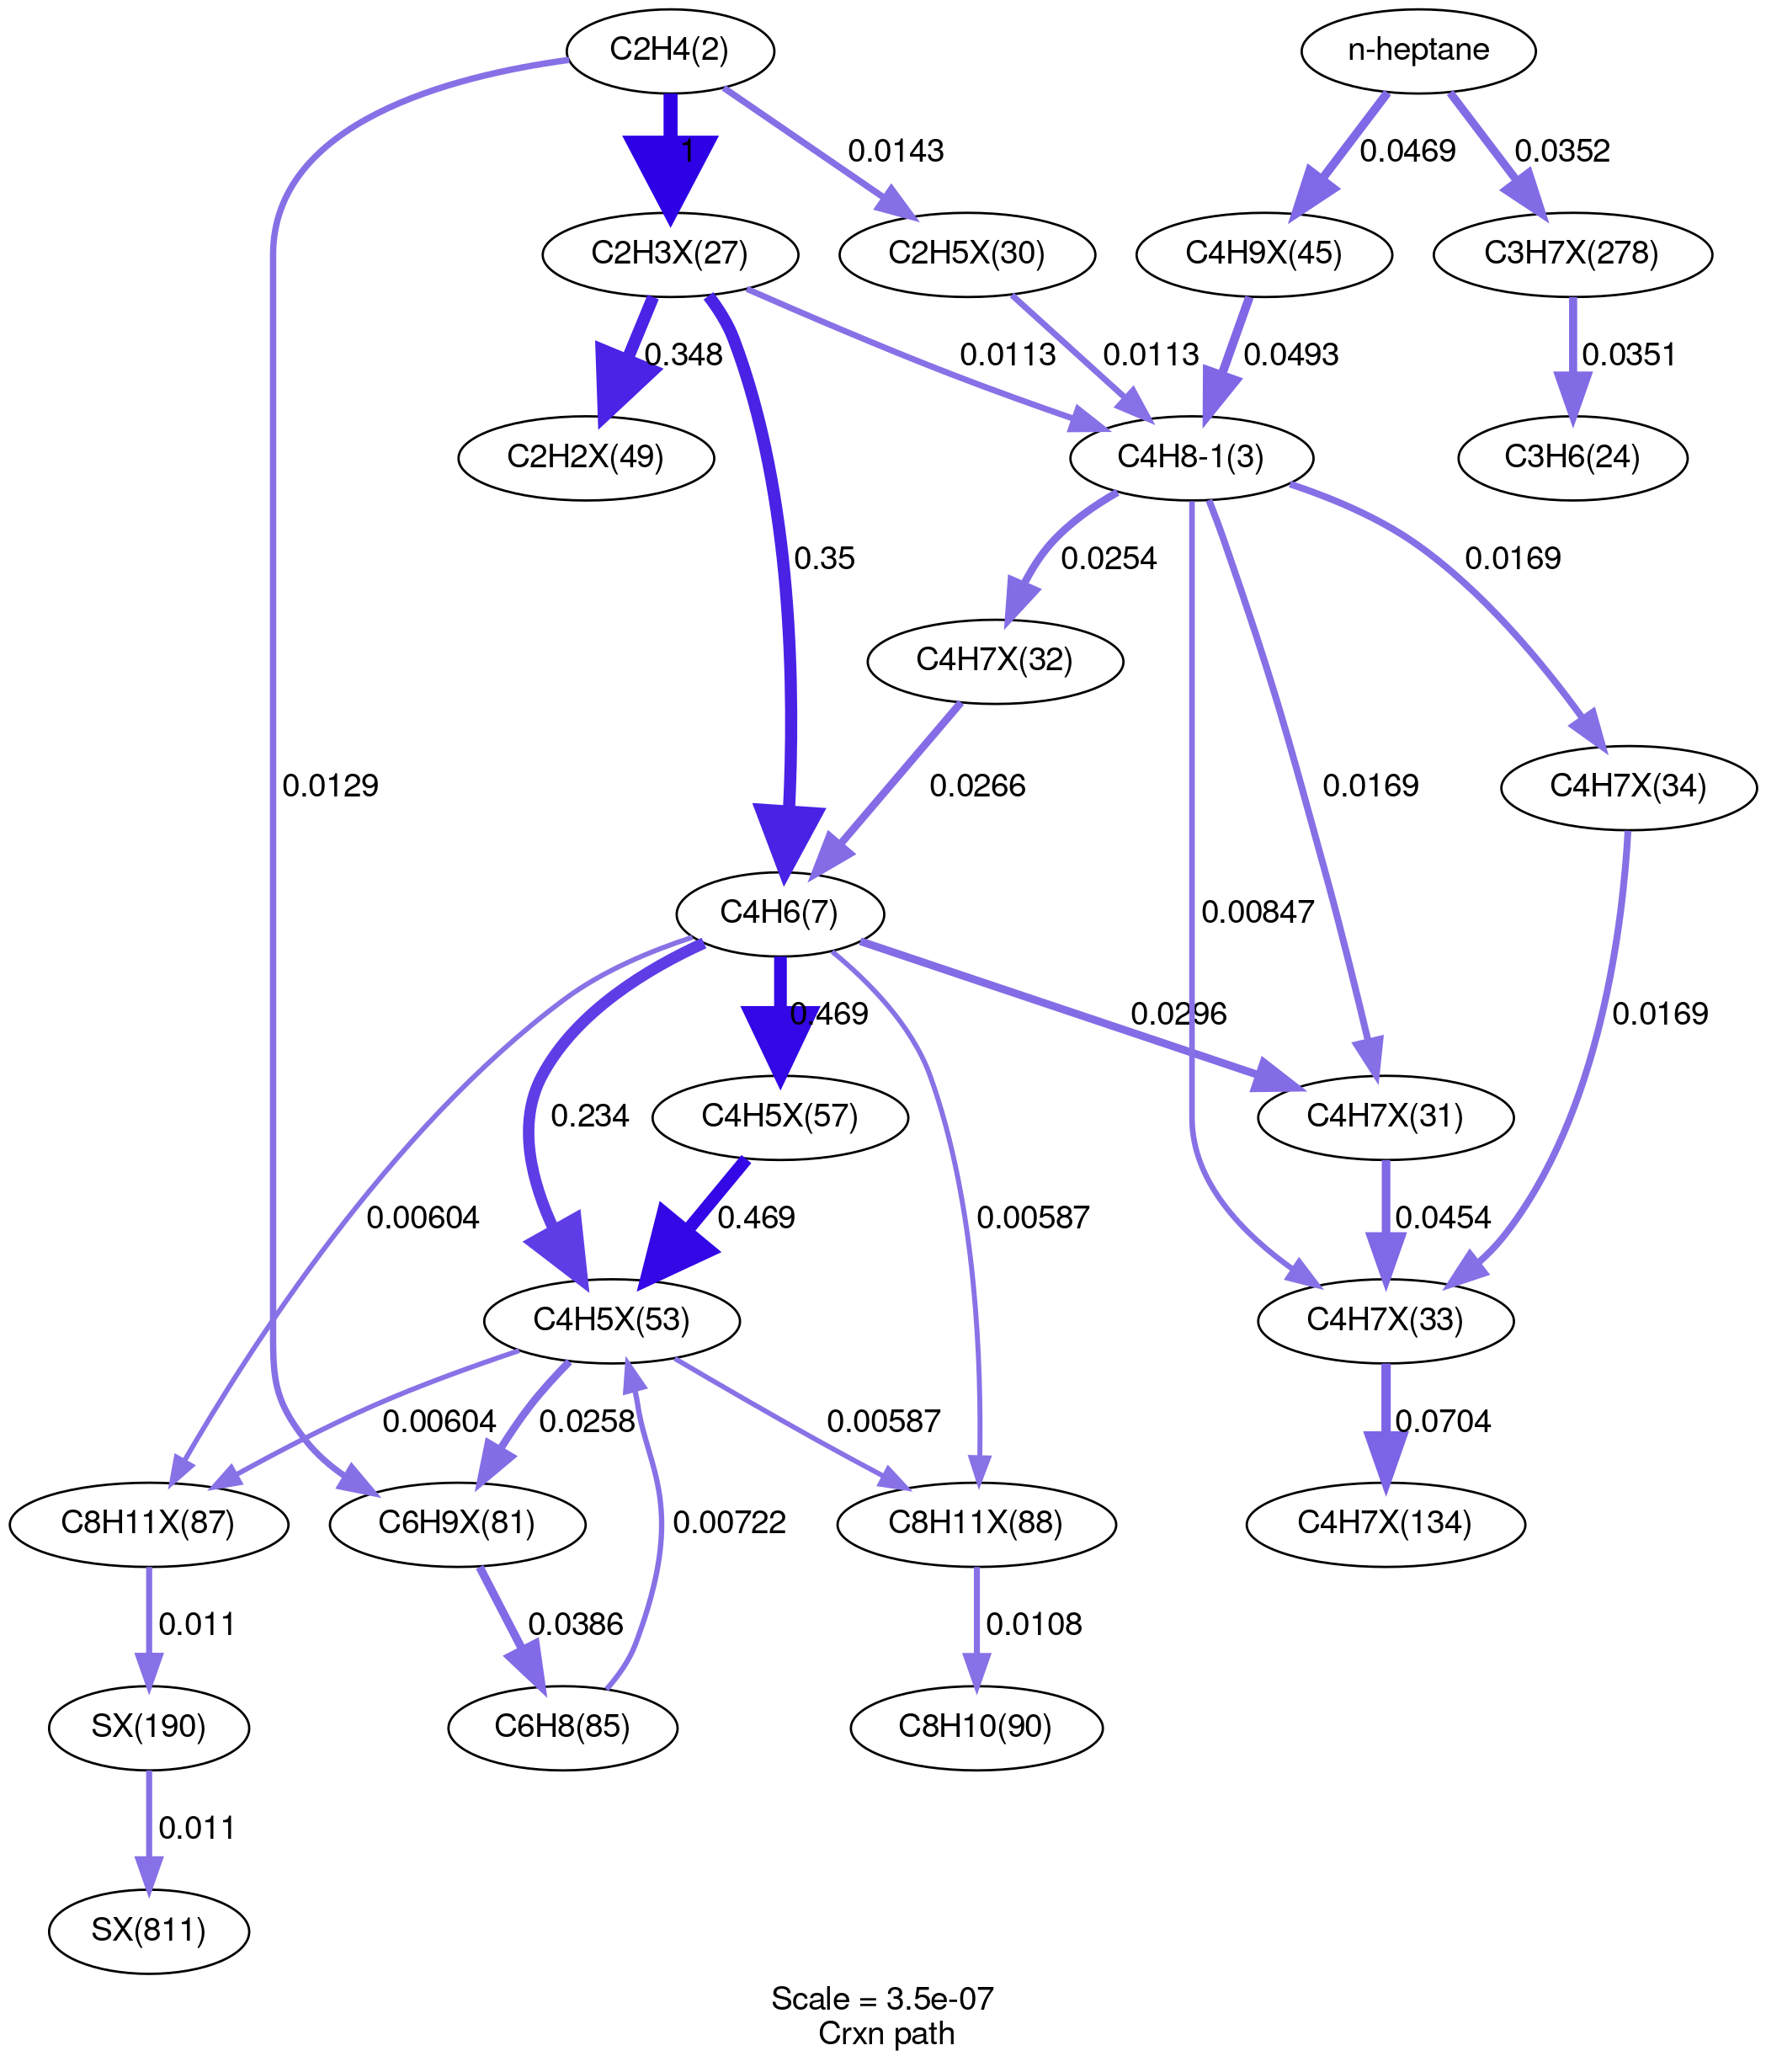 C2H4(2)
n-heptane
1
0.0143
0.0469
0.0352
C2H3X(27)
C2H5X(30)
C4H9X(45)
C3H7X(278)
0.348
0.0113
0.0113
0.0493
0.0351
C2H2X(49)
C4H8-1(3)
C3H6(24)
0.35
0.0254
0.0169
C4H7X(32)
0.0129
0.0266
0.0169
C4H7X(34)
C4H6(7)
0.00847
0.469
0.0296
0.0169
0.234
C4H5X(57)
C4H7X(31)
0.00604
0.469
0.00587
0.0454
C4H5X(53)
C4H7X(33)
0.00604
0.0258
0.00587
0.0704
C8H11X(87)
C6H9X(81)
0.00722
C8H11X(88)
C4H7X(134)
0.011
0.0386
0.0108
SX(190)
C6H8(85)
C8H10(90)
0.011
SX(811)
Scale = 3.5e-07
Crxn path